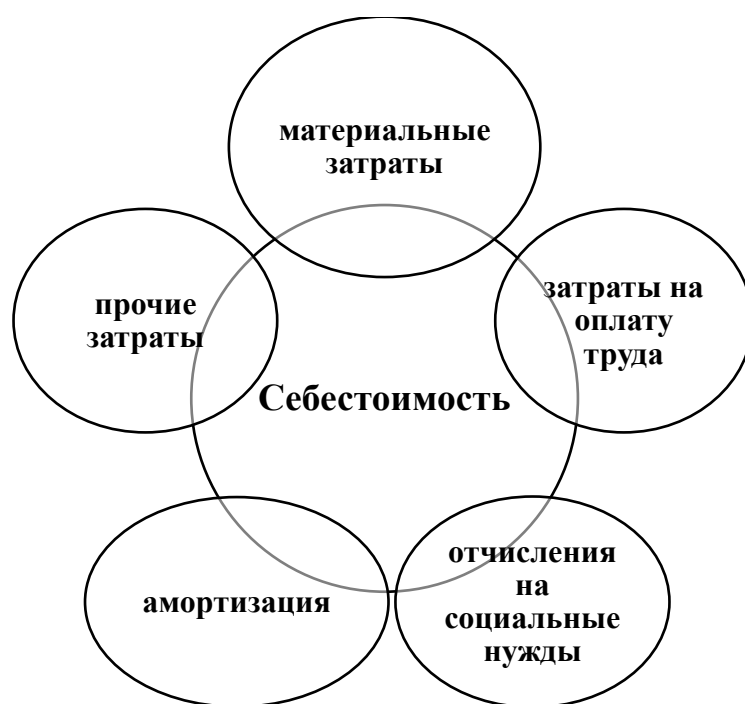 материальные
затраты
прочие
затраты
затраты на
оплату
труда
Себестоимость
амортизация
отчисления
на
социальные
нужды